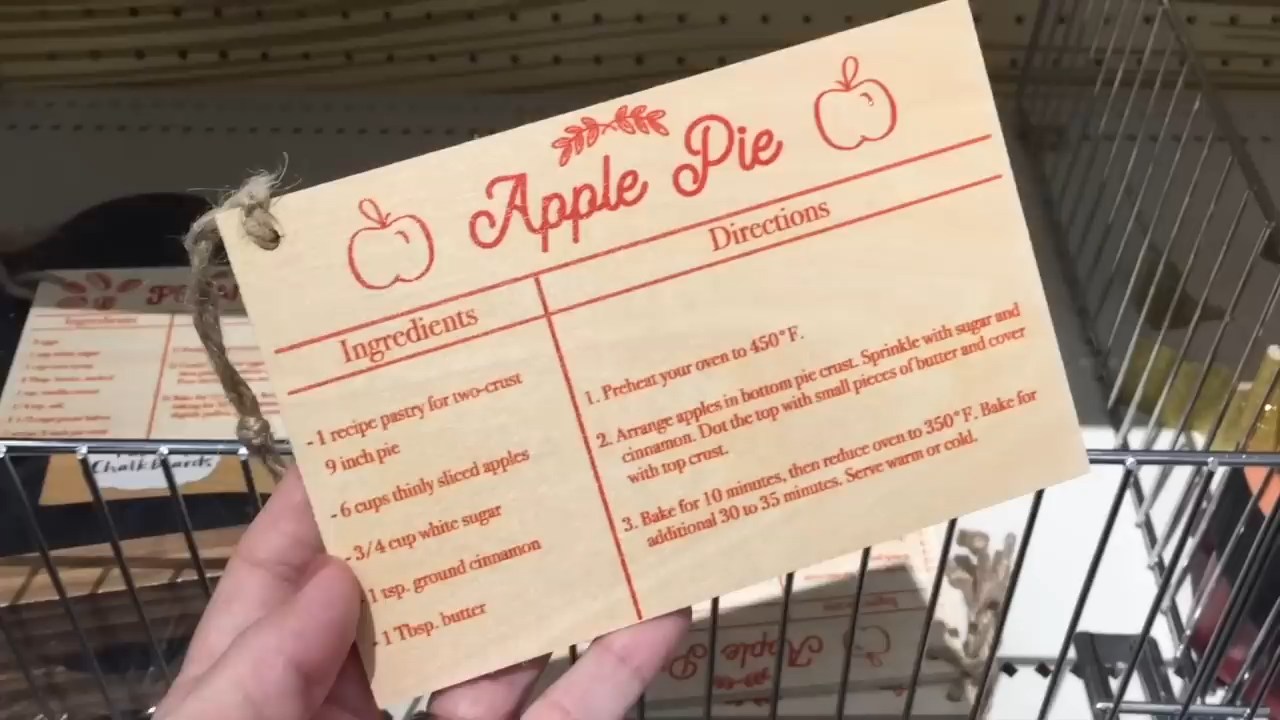 Apple Pie
Ingredients
- 1 recipe pastry for two-crust
9 inch pie
- 6 cups thinly sliced apples
- 3/4 cup white sugar
1 tsp. ground cinnamon
- 1 Tbsp. butter
Directions
1. Preheat your oven to 450°F.
2. Arrange apples in bottom pie crust. Sprinkle with sugar and
cinnamon. Dot the top with small pieces of butter and cover
with top crust.
3. Bake for 10 minutes, then reduce oven to 350°F. Bake for
additional 30 to 35 minutes. Serve warm or cold.
Ingredients
ChalkBoards
Apple